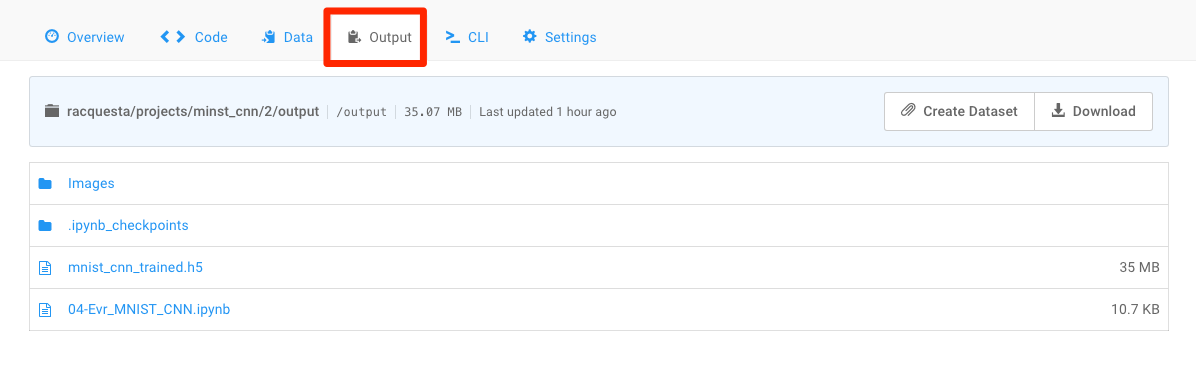 Overview Code Data Output CLI Settings
racquesta/projects/minst_cnn/2/output /output 35.07 MB Last updated 1 hour ago Create Dataset Download
Images
.ipynb_checkpoints
mnist_cnn_trained.h5 35 MB
04-Evr_MNIST_CNN.ipynb 10.7 KB